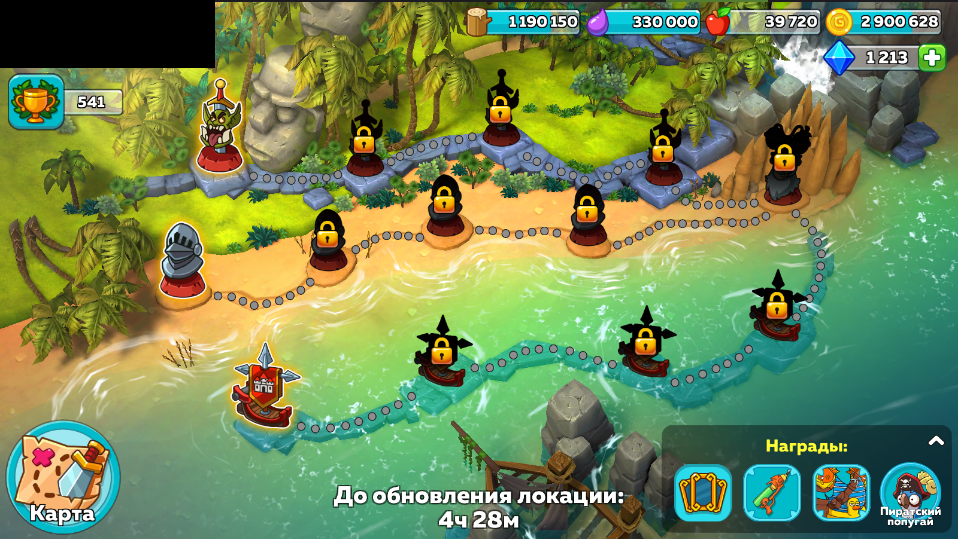 1 190 150
330 000
39 720
2 900 628
1 213
541
Награды:
До обновления локации:
4ч 28м
Карта
Пиратский
попугай